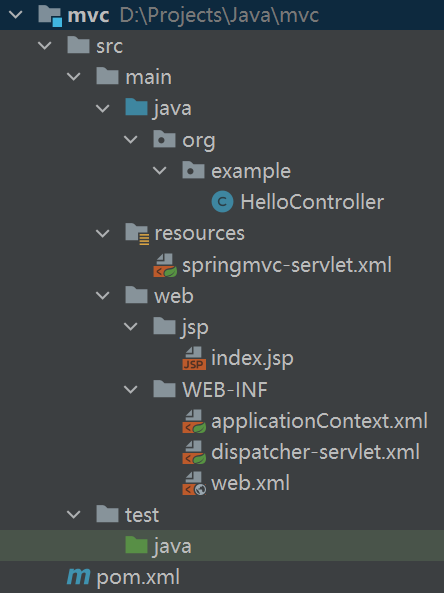 mvc D:\Projects\Java\mvc
src
main
java
org
example
C HelloController
resources
springmvc-servlet.xml
web
jsp
JSP index.jsp
WEB-INF
applicationContext.xml
dispatcher-servlet.xml
web.xml
test
java
m pom.xml